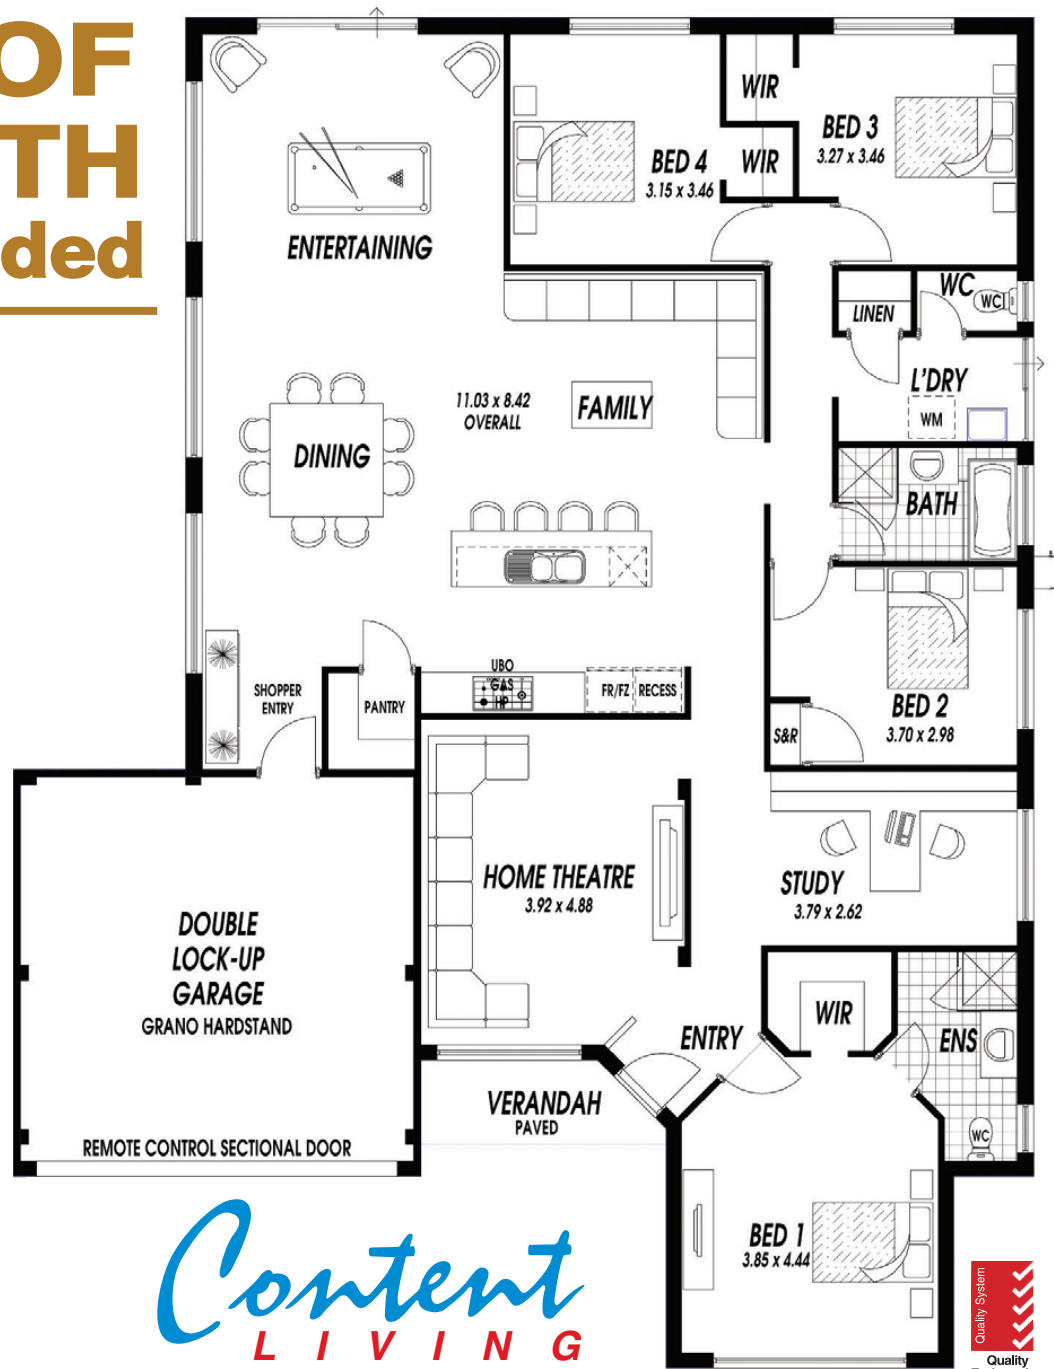 OF
TH
ded
WIR
BED 3
3.27 x 3.46
BED 4
3.15 x 3.46
WIR
ENTERTAINING
WC
WC
LINEN
L'DRY
WM
11.03 x 8.42
OVERALL
FAMILY
DINING
BATH
UBO
GAS
HP
FR/FZ
RECESS
SHOPPER
ENTRY
PANTRY
BED 2
3.70 x 2.98
S&R
HOME THEATRE
3.92 x 4.88
STUDY
3.79 x 2.62
DOUBLE
LOCK-UP
GARAGE
GRANO HARDSTAND
WIR
ENTRY
ENS
VERANDAH
PAVED
WC
REMOTE CONTROL SECTIONAL DOOR
BED 1
3.85 x 4.44
Content
LIVING
Quality System
Quality